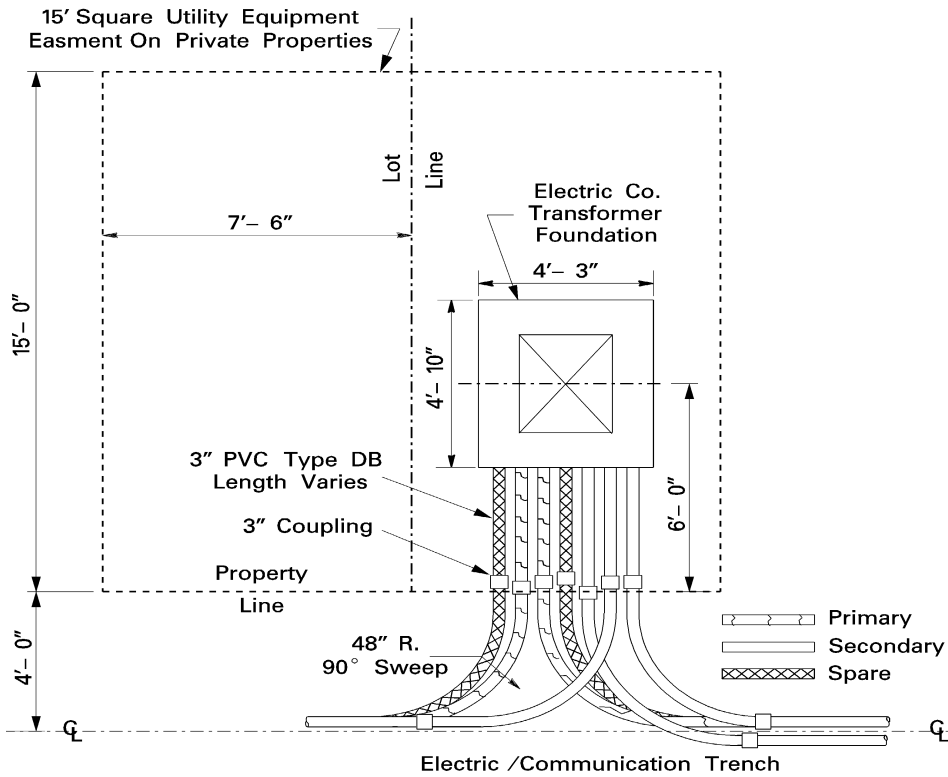 15′ Square Utility Equipment
Easment On Private Properties
Lot
Line
Electric Co.
Transformer
Foundation
7′– 6″
4′– 3″
15′– 0″
4′– 10″
3″ PVC Type DB
Length Varies
6′– 0″
3″ Coupling
Property
Line
4′– 0″
48″ R.
90° Sweep
Primary
Secondary
Spare
℄
℄
Electric /Communication Trench